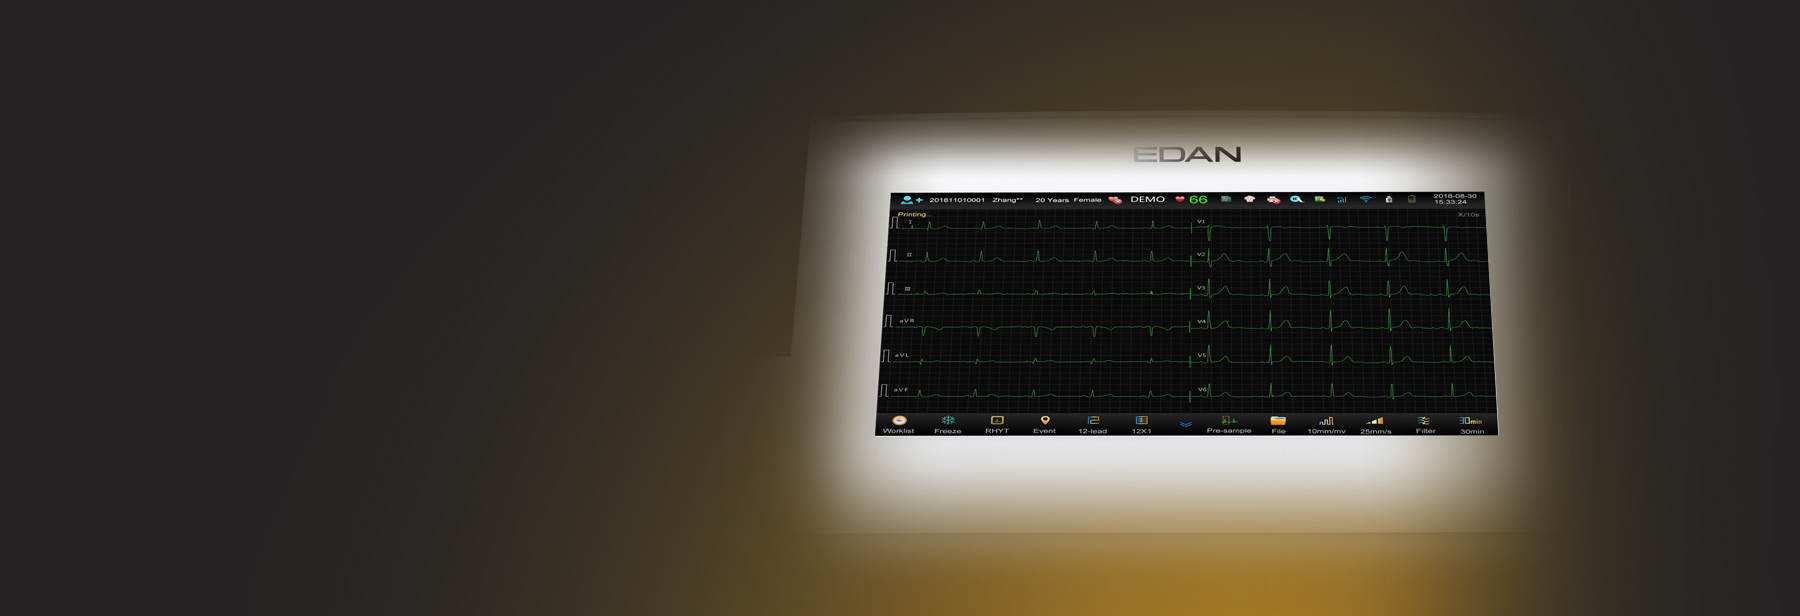 EDAN
201811010001 Zhang** 20 Years Female DEMO 66 2018-08-30
15:33:24
Printing...
X/10s
I V1
II V2
III V3
aVR V4
aVL V5
aVF V6
Worklist Freeze RHYT Event 12-lead 12X1 Pre-sample File 10mm/mv 25mm/s Filter 30min
30min